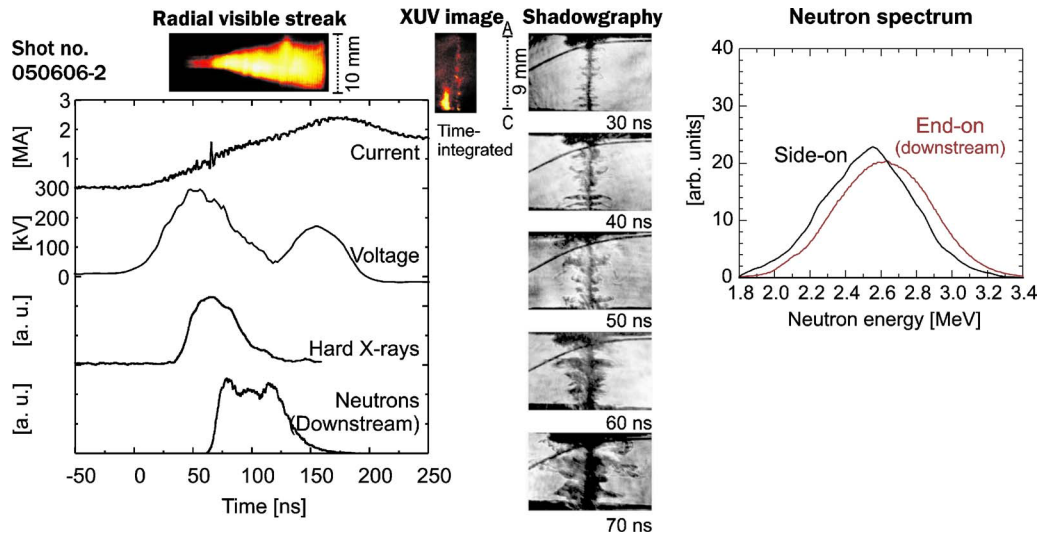 Radial visible streak
XUV image
Shadowgraphy
Neutron spectrum
Shot no.
050606-2
10 mm
A
9 mm
C
Time-
integrated
30 ns
40 ns
50 ns
60 ns
70 ns
3
2
1
0
[MA]
Current
300
200
100
0
[kV]
Voltage
[a. u.]
Hard X-rays
[a. u.]
Neutrons
(Downstream)
-50 0 50 100 150 200 250
Time [ns]
40
30
20
10
0
[arb. units]
Side-on
End-on
(downstream)
1.8 2.0 2.2 2.4 2.6 2.8 3.0 3.2 3.4
Neutron energy [MeV]